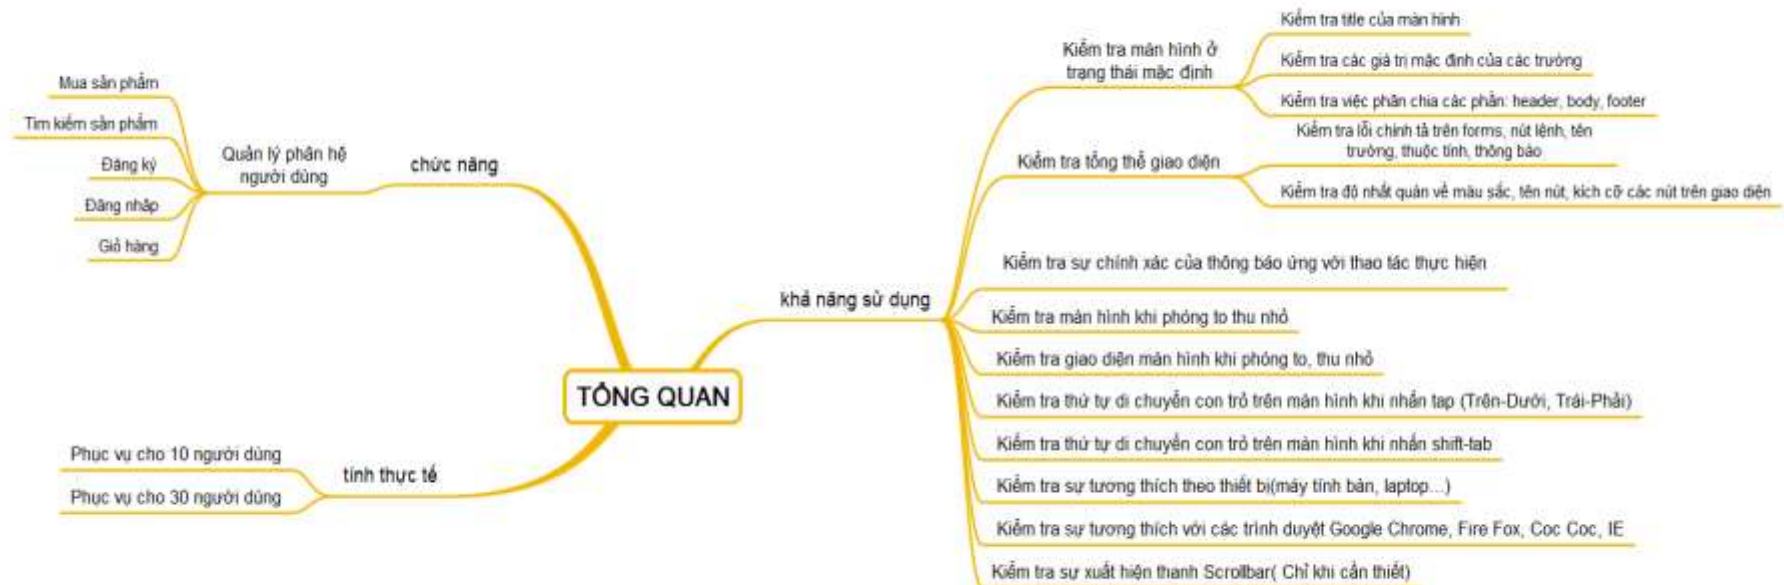 Mua sản phẩm
Tìm kiếm sản phẩm
Đăng ký
Đăng nhập
Giỏ hàng
Quản lý phân hệ
người dùng
chức năng
TỔNG QUAN
Phục vụ cho 10 người dùng
Phục vụ cho 30 người dùng
tính thực tế
khả năng sử dụng
Kiểm tra màn hình ở
trạng thái mặc định
Kiểm tra title của màn hình
Kiểm tra các giá trị mặc định của các trường
Kiểm tra việc phân chia các phần: header, body, footer
Kiểm tra tổng thể giao diện
Kiểm tra lỗi chính tả trên forms, nút lệnh, tên
trường, thuộc tính, thông báo
Kiểm tra độ nhất quán về màu sắc, tên nút, kích cỡ các nút trên giao diện
Kiểm tra sự chính xác của thông báo ứng với thao tác thực hiện
Kiểm tra màn hình khi phóng to thu nhỏ
Kiểm tra giao diện màn hình khi phóng to, thu nhỏ
Kiểm tra thứ tự di chuyển con trỏ trên màn hình khi nhấn tap (Trên-Dưới, Trái-Phải)
Kiểm tra thứ tự di chuyển con trỏ trên màn hình khi nhấn shift-tab
Kiểm tra sự tương thích theo thiết bị(máy tính bàn, laptop...)
Kiểm tra sự tương thích với các trình duyệt Google Chrome, Fire Fox, Coc Coc, IE
Kiểm tra sự xuất hiện thanh Scrollbar( Chỉ khi cần thiết)